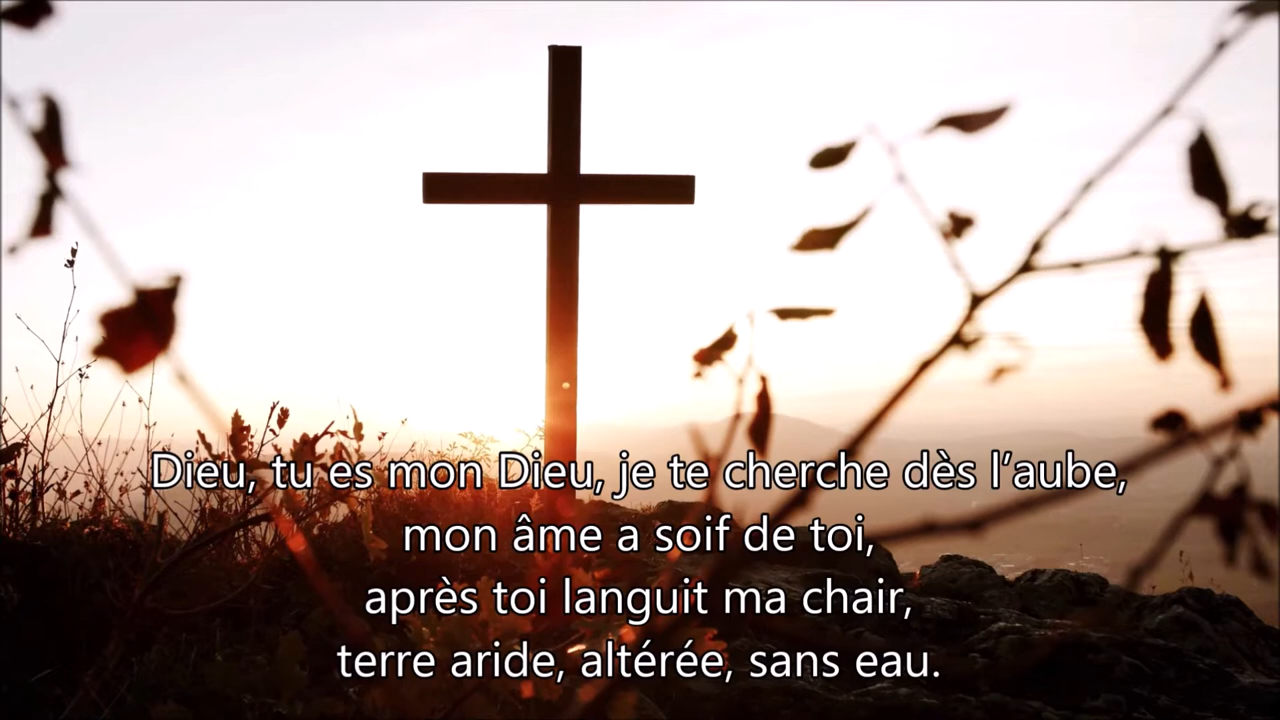 Dieu, tu es mon Dieu, je te cherche dès l’aube,
mon âme a soif de toi,
après toi languit ma chair,
terre aride, altérée, sans eau.